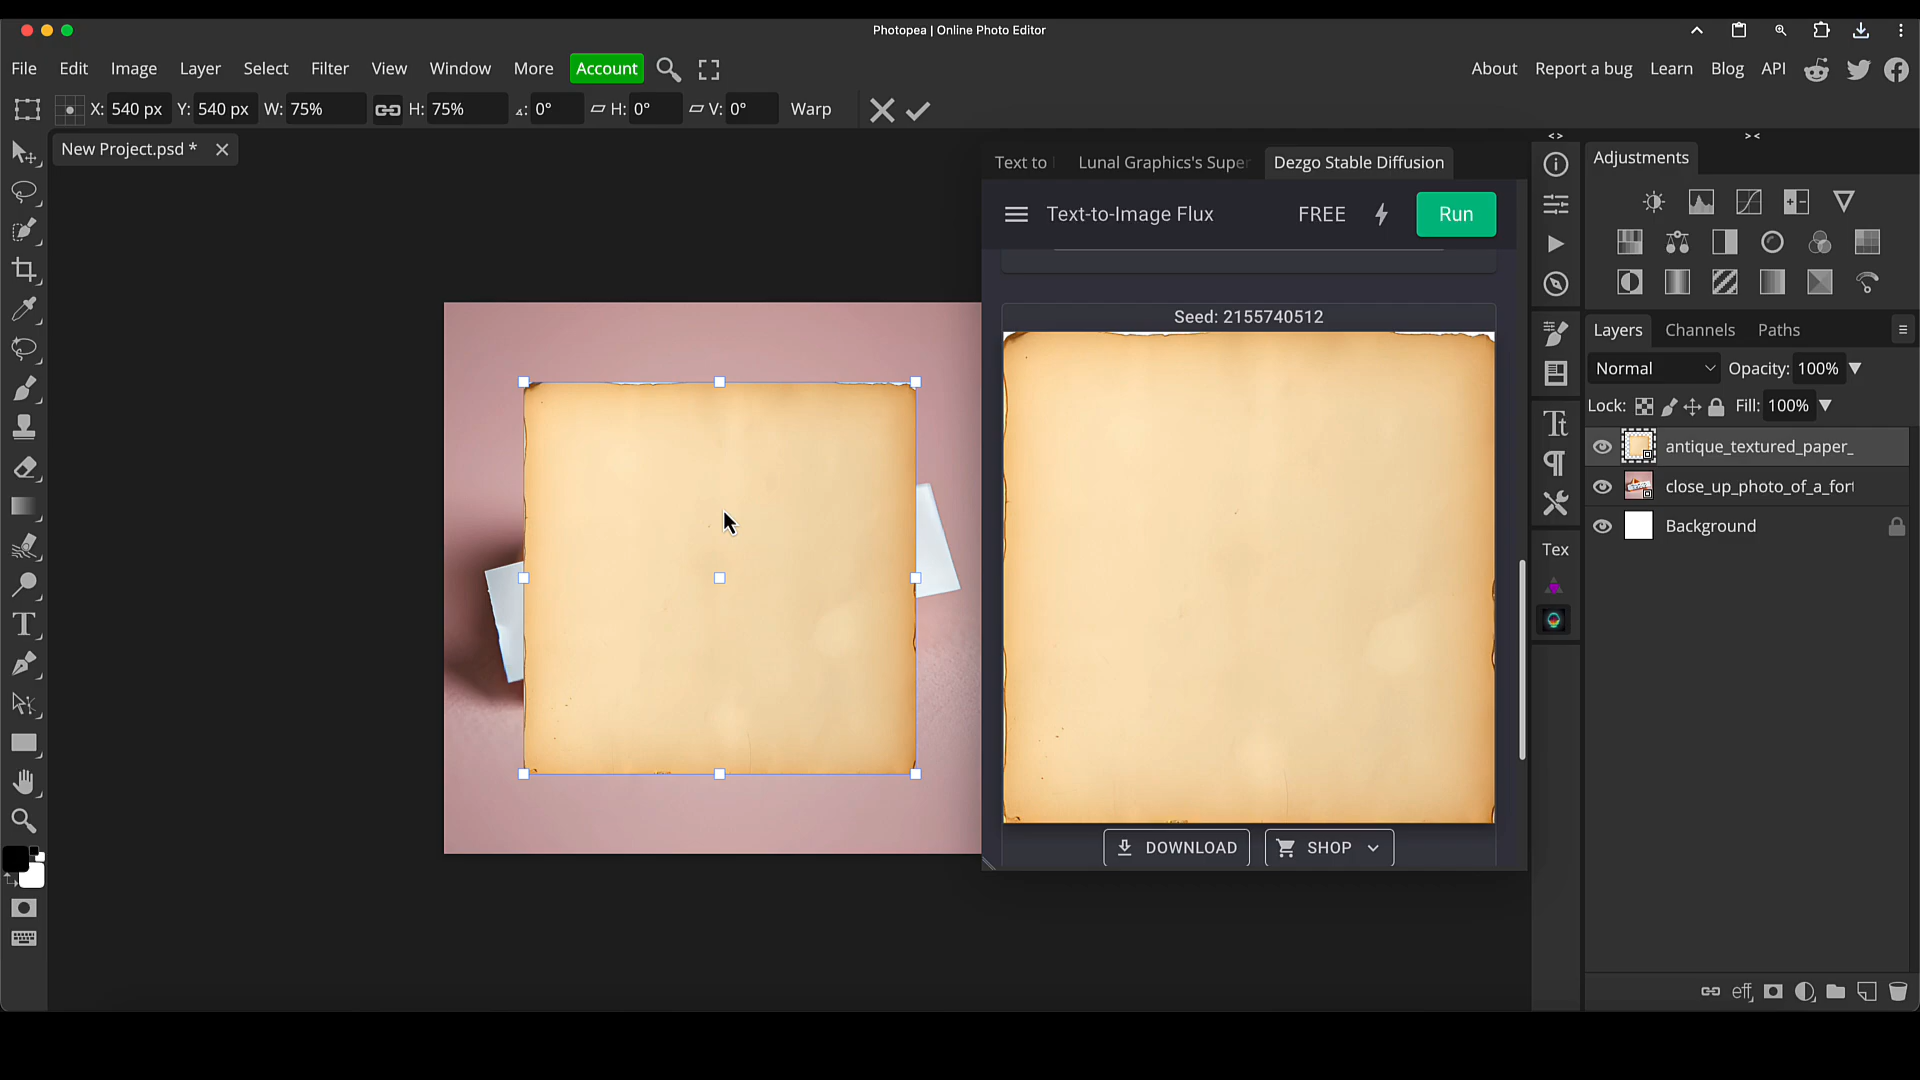 Photopea | Online Photo Editor
File Edit Image Layer Select Filter View Window More Account About Report a bug Learn Blog API
X: 540 px Y: 540 px W: 75% H: 75% : 0° H: 0° V: 0° Warp
New Project.psd *
Text to Lunal Graphics's Super Dezgo Stable Diffusion
Text-to-Image Flux FREE Run
Seed: 2155740512
DOWNLOAD SHOP
Tex
Adjustments
Layers Channels Paths
Normal Opacity: 100%
Lock: Fill: 100%
antique_textured_paper_
close_up_photo_of_a_for
Background
eff